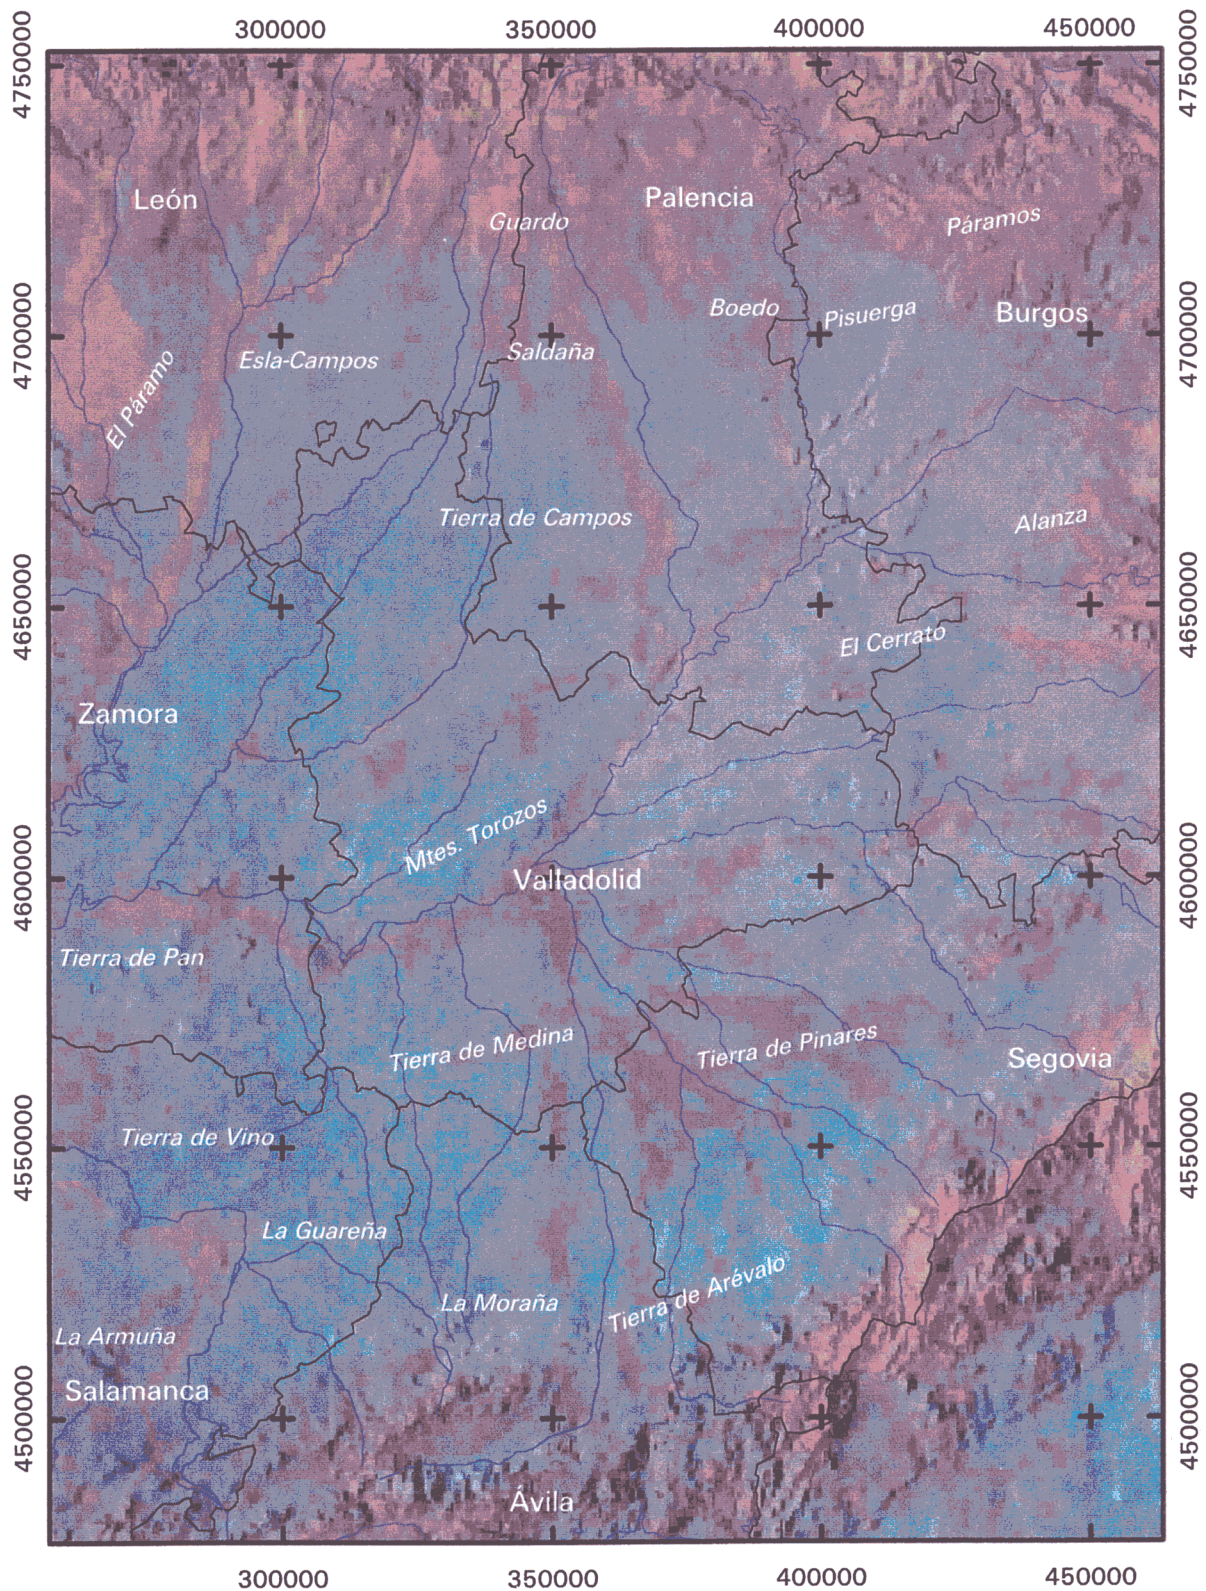 300000 350000 400000 450000
4750000 4750000
León
Palencia
Guardo
Páramos
Boedo
Pisuerga
Burgos
4700000 4700000
Esla-Campos
Saldaña
El Páramo
Tierra de Campos
Alanza
4650000 4650000
El Cerrato
Zamora
Mtes. Torozos
Valladolid
4600000 4600000
Tierra de Pan
Tierra de Medina
Tierra de Pinares
Segovia
Tierra de Vino
4550000 4550000
La Guareña
Tierra de Arévalo
La Moraña
La Armuña
Salamanca
4500000 4500000
Ávila
300000 350000 400000 450000